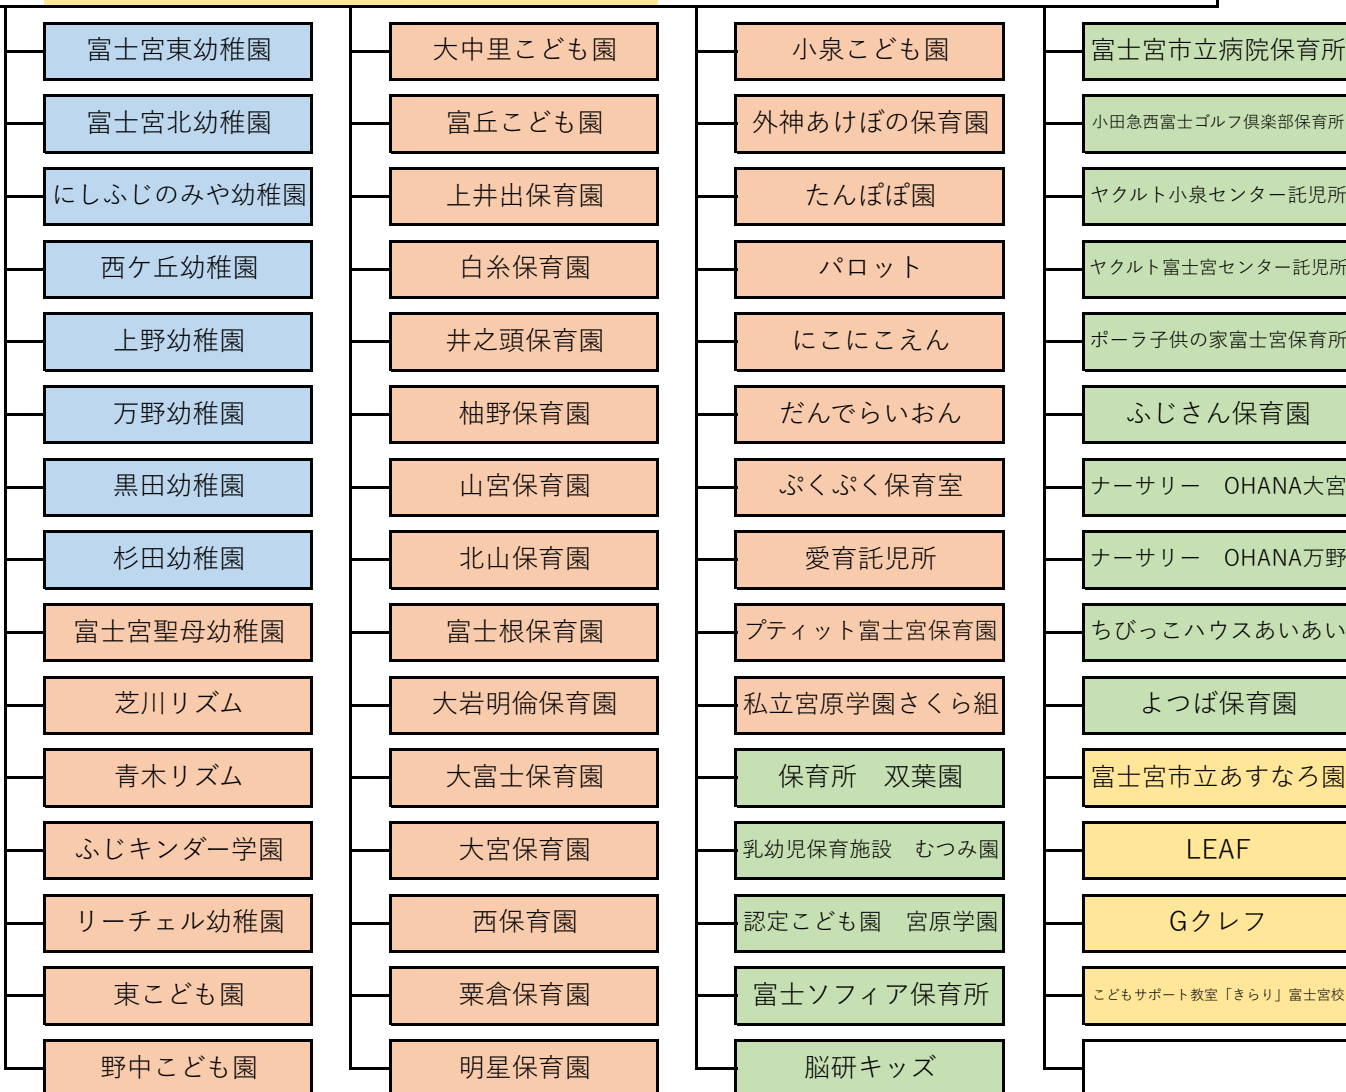 富士宮東幼稚園
富士宮北幼稚園
にしふじのみや幼稚園
西ケ丘幼稚園
上野幼稚園
万野幼稚園
黒田幼稚園
杉田幼稚園
富士宮聖母幼稚園
芝川リズム
青木リズム
ふじキンダー学園
リーチェル幼稚園
東こども園
野中こども園
大中里こども園
富丘こども園
上井出保育園
白糸保育園
井之頭保育園
柚野保育園
山宮保育園
北山保育園
富士根保育園
大岩明倫保育園
大富士保育園
大宮保育園
西保育園
粟倉保育園
明星保育園
小泉こども園
外神あけぼの保育園
たんぽぽ園
パロット
にこにこえん
だんでらいおん
ぷくぷく保育室
愛育託児所
プティット富士宮保育園
私立宮原学園さくら組
保育所　双葉園
乳幼児保育施設　むつみ園
認定こども園　宮原学園
富士ソフィア保育所
脳研キッズ
富士宮市立病院保育所
小田急西富士ゴルフ倶楽部保育所
ヤクルト小泉センター託児所
ヤクルト富士宮センター託児所
ポーラ子供の家富士宮保育所
ふじさん保育園
ナーサリー　OHANA大宮
ナーサリー　OHANA万野
ちびっこハウスあいあい
よつば保育園
富士宮市立あすなろ園
LEAF
Gクレフ
こどもサポート教室「きらり」富士宮校